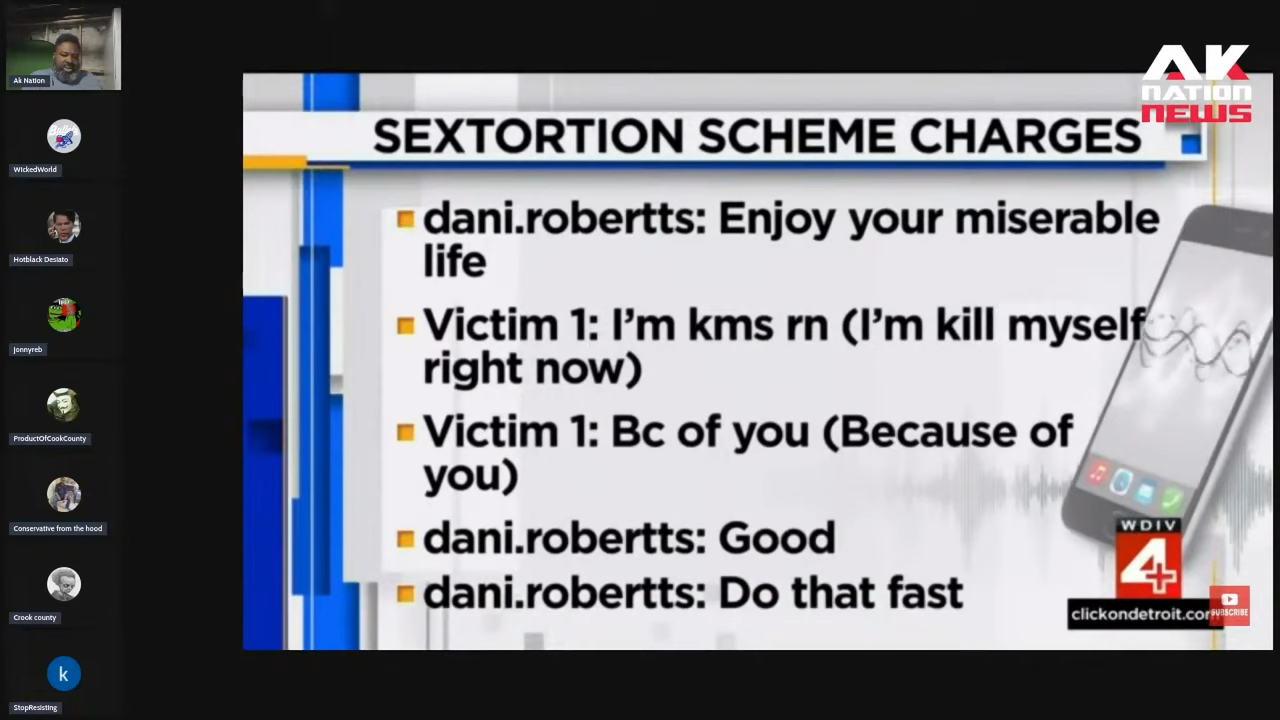 Ak Nation
WIckedWorld
Hotblack Desiato
Jonnyreb
ProductOfCookCounty
Conservative from the hood
Crook county
k
StopResisting
AK
NATION
NEWS
SEXTORTION SCHEME CHARGES
dani.robertts: Enjoy your miserable
life
Victim 1: I'm kms rn (I'm kill myself
right now)
Victim 1: Bc of you (Because of
you)
dani.robertts: Good
dani.robertts: Do that fast
WDIV
4+
clickondetroit.com
SUBSCRIBE